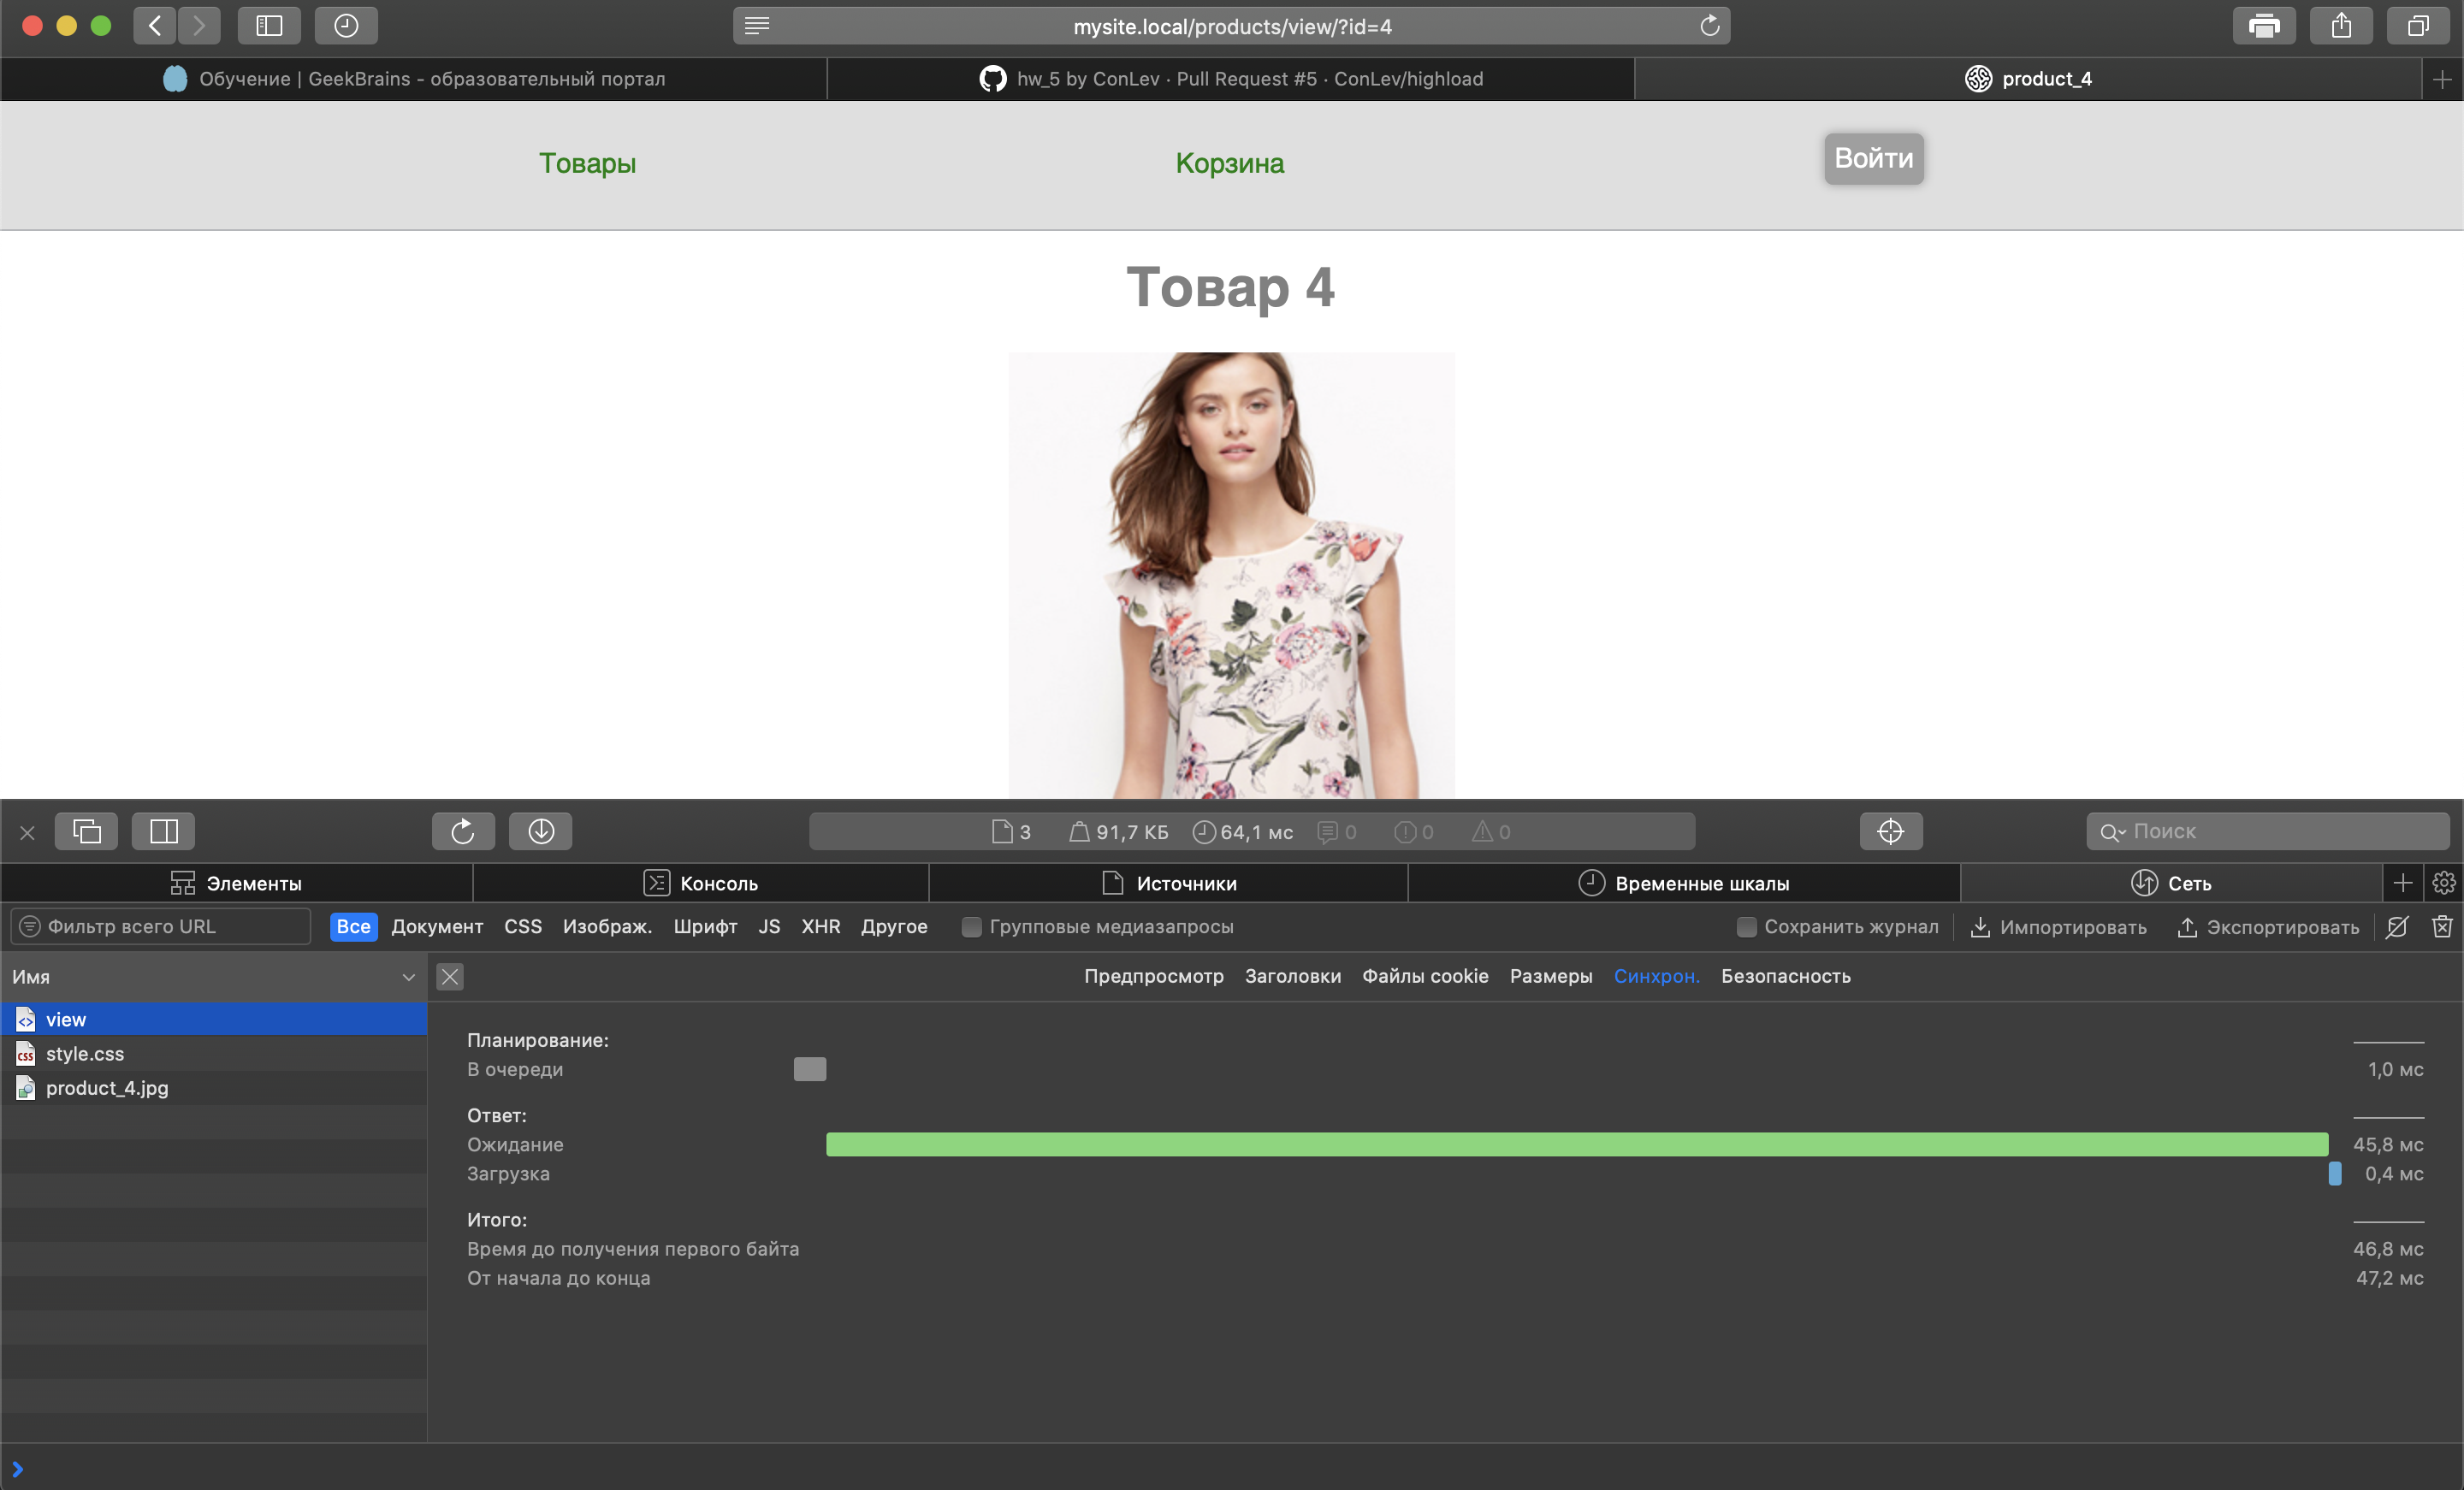 mysite.local/products/view/?id=4
Обучение | GeekBrains - образовательный портал
hw_5 by ConLev · Pull Request #5 · ConLev/highload
product_4
Товары
Корзина
Войти
Товар 4
3
91,7 КБ
64,1 мс
0
0
0
Поиск
Элементы
Консоль
Источники
Временные шкалы
Сеть
Фильтр всего URL
Все
Документ
CSS
Изображ.
Шрифт
JS
XHR
Другое
Групповые медиазапросы
Сохранить журнал
Импортировать
Экспортировать
Имя
Предпросмотр
Заголовки
Файлы cookie
Размеры
Синхрон.
Безопасность
view
style.css
product_4.jpg
Планирование:
В очереди 1,0 мс
Ответ:
Ожидание 45,8 мс
Загрузка 0,4 мс
Итого:
Время до получения первого байта 46,8 мс
От начала до конца 47,2 мс